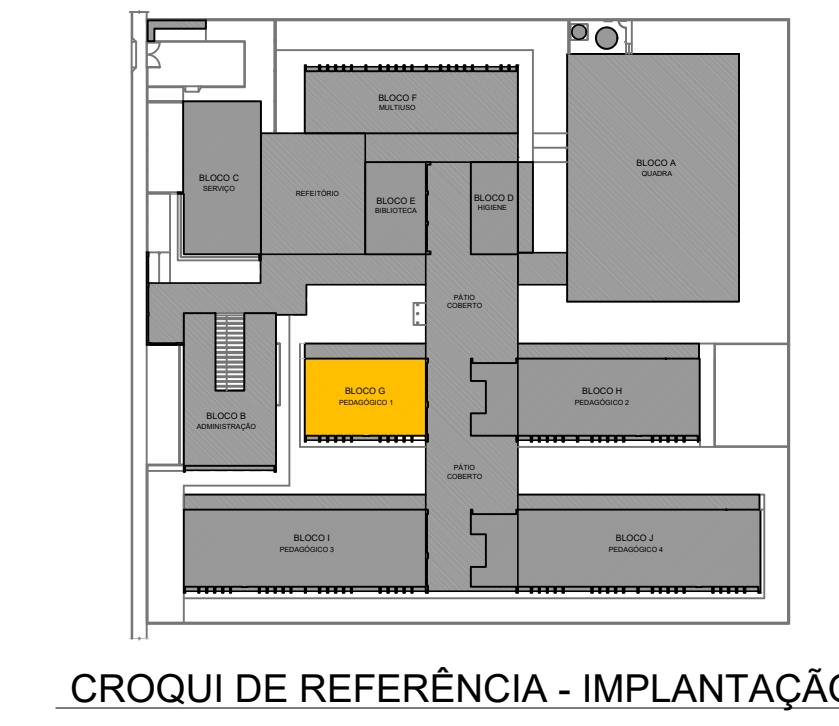 BLOCO F
MULTIUSO
BLOCO A
QUADRA
BLOCO C
SERVIÇO
REFEITÓRIO
BLOCO E
BIBLIOTECA
BLOCO D
HIGIENE
PÁTIO
COBERTO
BLOCO G
PEDAGÓGICO 1
BLOCO H
PEDAGÓGICO 2
BLOCO B
ADMINISTRAÇÃO
PÁTIO
COBERTO
BLOCO I
PEDAGÓGICO 3
BLOCO J
PEDAGÓGICO 4
CROQUI DE REFERÊNCIA - IMPLANTAÇÃO